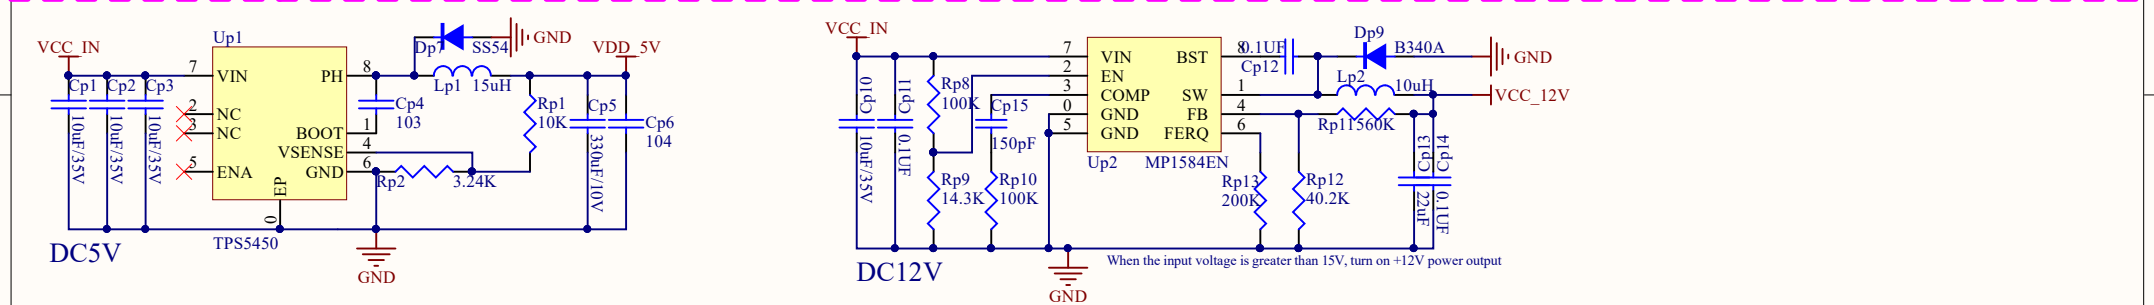 VCC_IN
Up1
Dp7
SS54
GND
VDD_5V
7
VIN
PH
8
Lp1
15uH
Cp1
Cp2
Cp3
10uF/35V
10uF/35V
10uF/35V
2
NC
3
NC
5
ENA
BOOT
1
VSENSE
4
GND
6
EP
0
Cp4
103
Rp1
10K
Rp2
3.24K
Cp5
330uF/10V
Cp6
104
TPS5450
GND
DC5V
VCC_IN
Cp10
10uF/35V
Cp11
0.1UF
Rp8
100K
Rp9
14.3K
Cp15
150pF
Rp10
100K
7
VIN
2
EN
3
COMP
0
GND
5
GND
BST
8
SW
1
FB
4
FERQ
6
Up2
MP1584EN
0.1UF
Cp12
Dp9
B340A
GND
Lp2
10uH
VCC_12V
Rp11
560K
Rp13
200K
Rp12
40.2K
Cp13
22uF
Cp14
0.1UF
DC12V
GND
When the input voltage is greater than 15V, turn on +12V power output